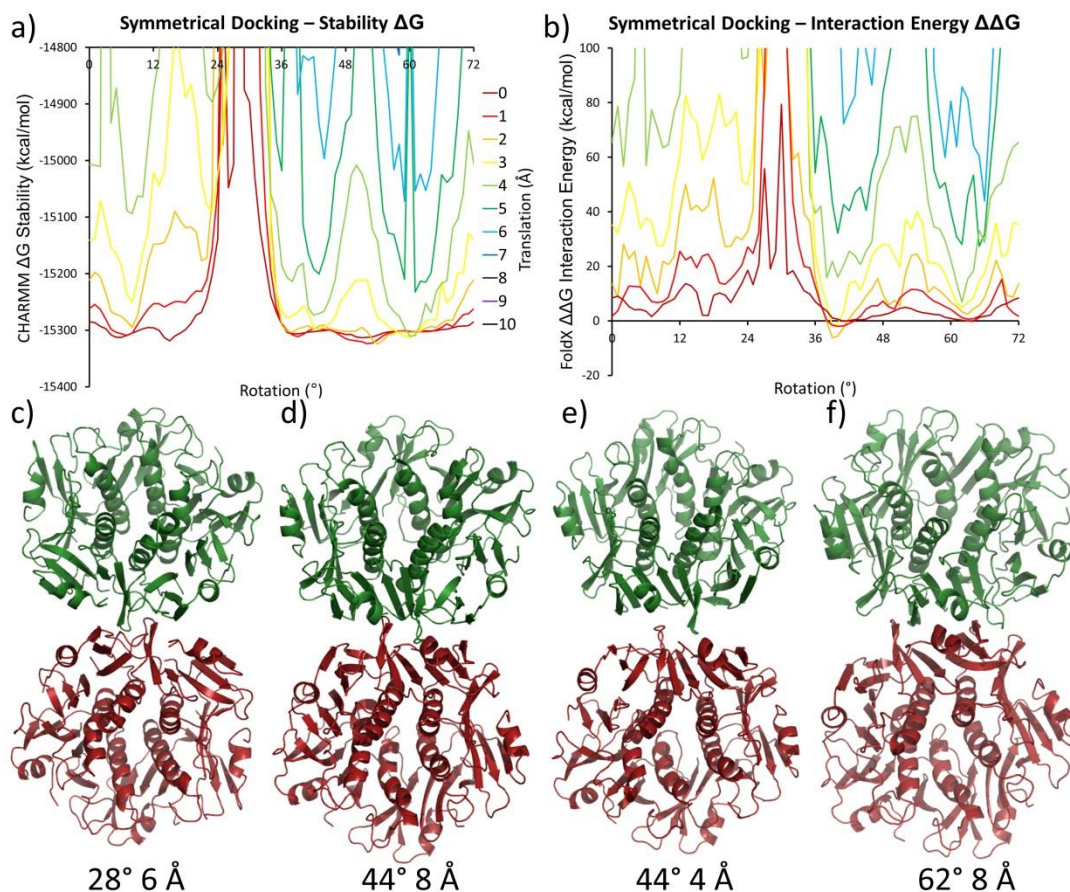 a)
Symmetrical Docking – Stability ΔG
-14800
-14900
-15000
-15100
-15200
-15300
-15400
CHARMM ΔG Stability (kcal/mol)
0 12 24 36 48 60 72
Rotation (°)
0
1
2
3
4
5
6
7
8
9
10
Translation (Å)
b)
Symmetrical Docking – Interaction Energy ΔΔG
100
80
60
40
20
0
-20
FoldX ΔΔG Interaction Energy (kcal/mol)
0 12 24 36 48 60 72
Rotation (°)
c) d) e) f)
28° 6 Å 44° 8 Å 44° 4 Å 62° 8 Å